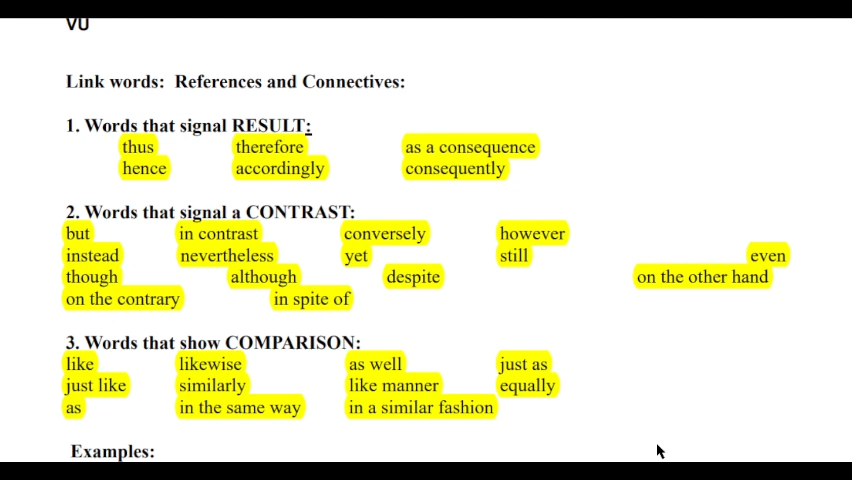 VU
Link words: References and Connectives:
1. Words that signal RESULT:
thus therefore as a consequence
hence accordingly consequently
2. Words that signal a CONTRAST:
but in contrast conversely however
instead nevertheless yet still even
though although despite on the other hand
on the contrary in spite of
3. Words that show COMPARISON:
like likewise as well just as
just like similarly like manner equally
as in the same way in a similar fashion
Examples: